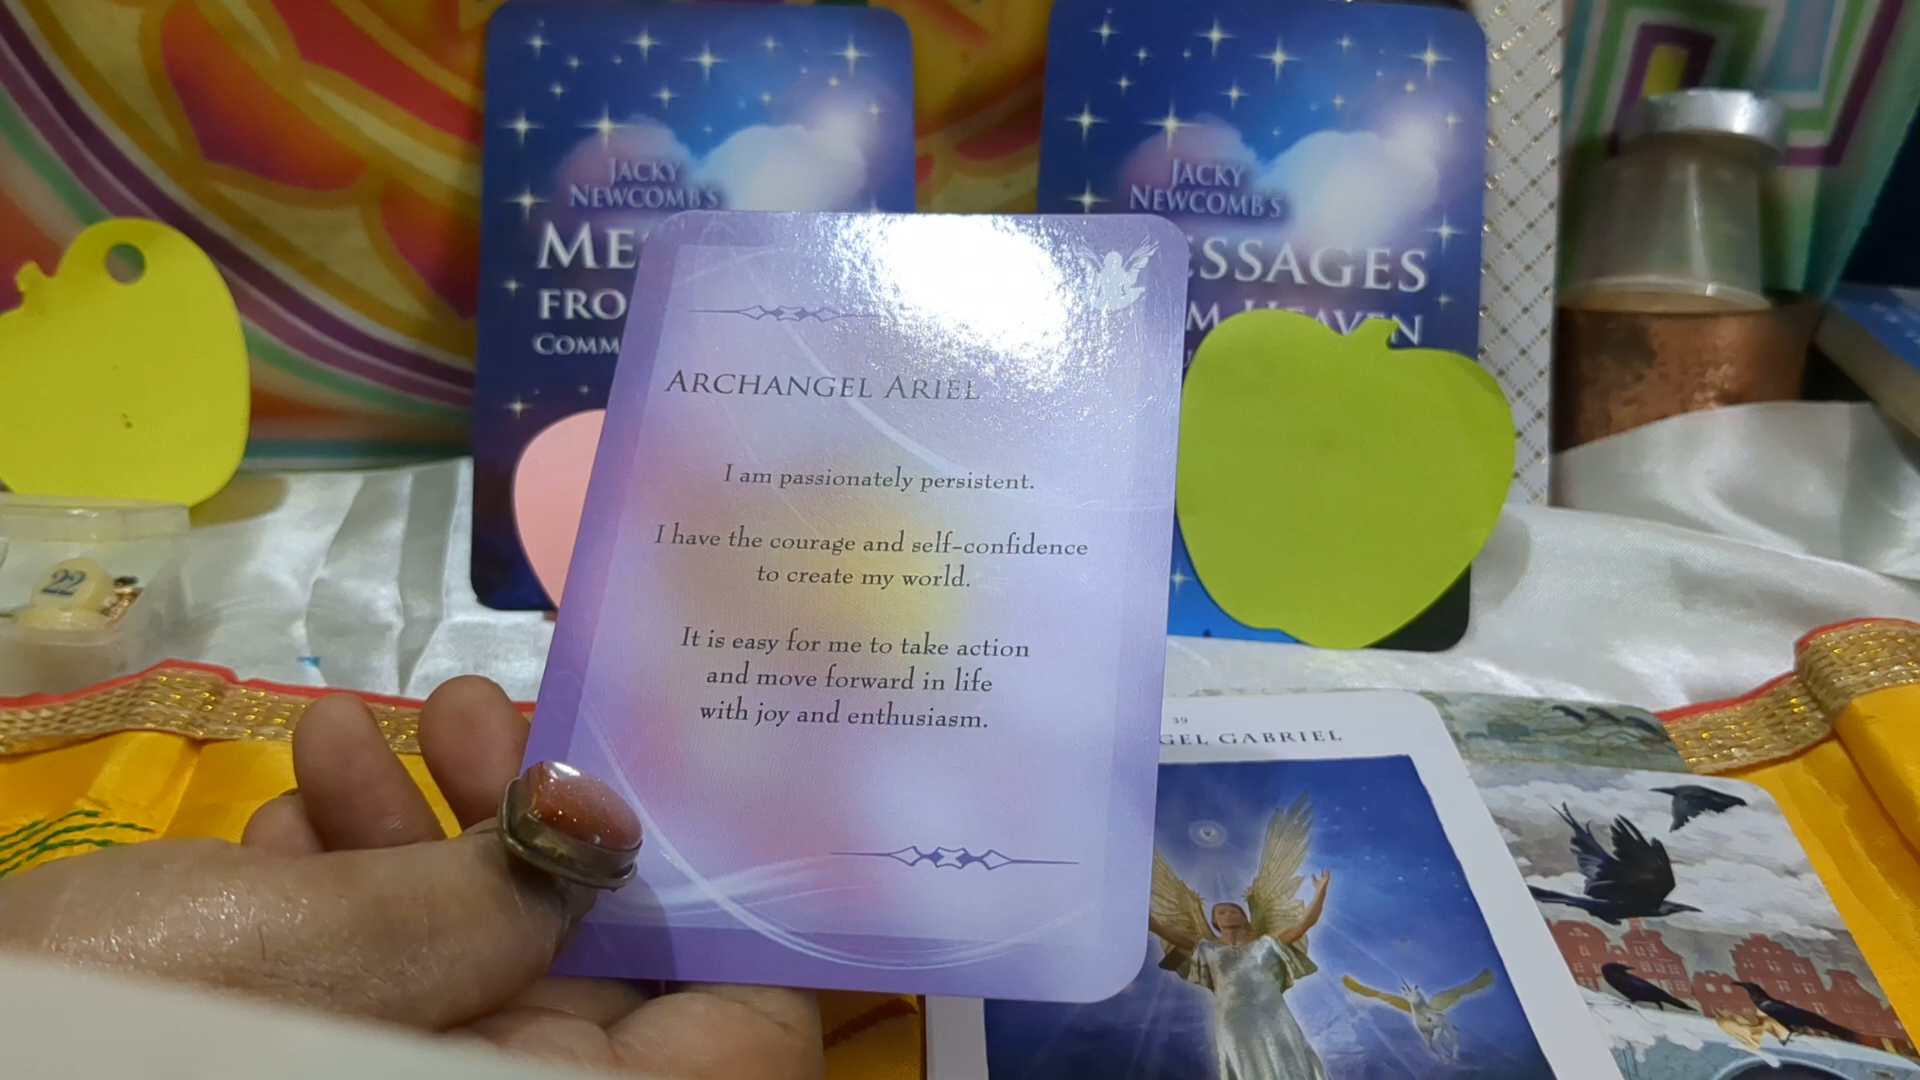 JACKY
NEWCOMB'S
ME
FRO
COMM
JACKY
NEWCOMB'S
ESSAGES
M HEAVEN
ARCHANGEL ARIEL
I am passionately persistent.
I have the courage and self-confidence
to create my world.
It is easy for me to take action
and move forward in life
with joy and enthusiasm.
22
39
GEL GABRIEL